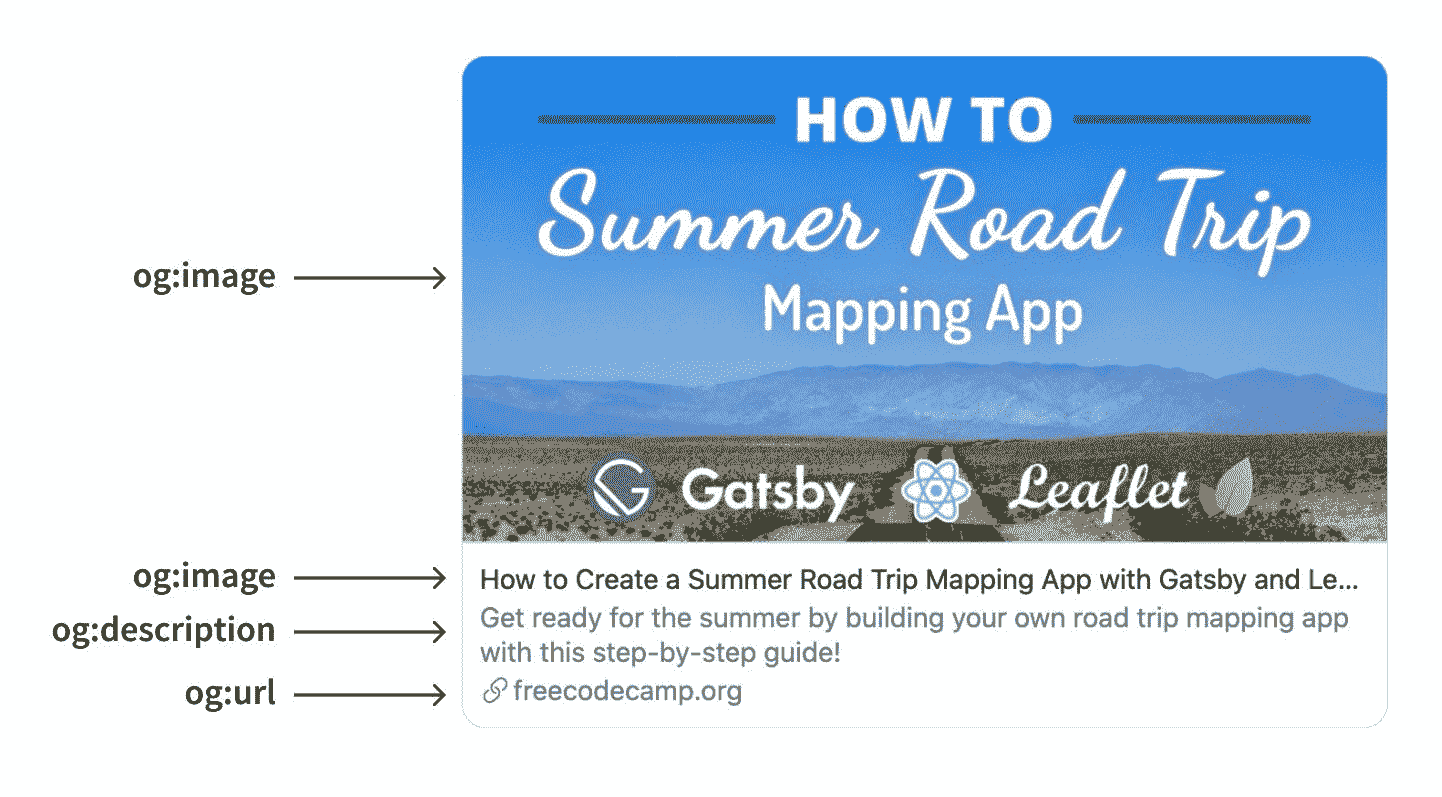 HOW TO
Summer Road Trip
og:image
Mapping App
Gatsby Leaflet
og:image
How to Create a Summer Road Trip Mapping App with Gatsby and Le...
og:description
Get ready for the summer by building your own road trip mapping app
with this step-by-step guide!
og:url
freecodecamp.org